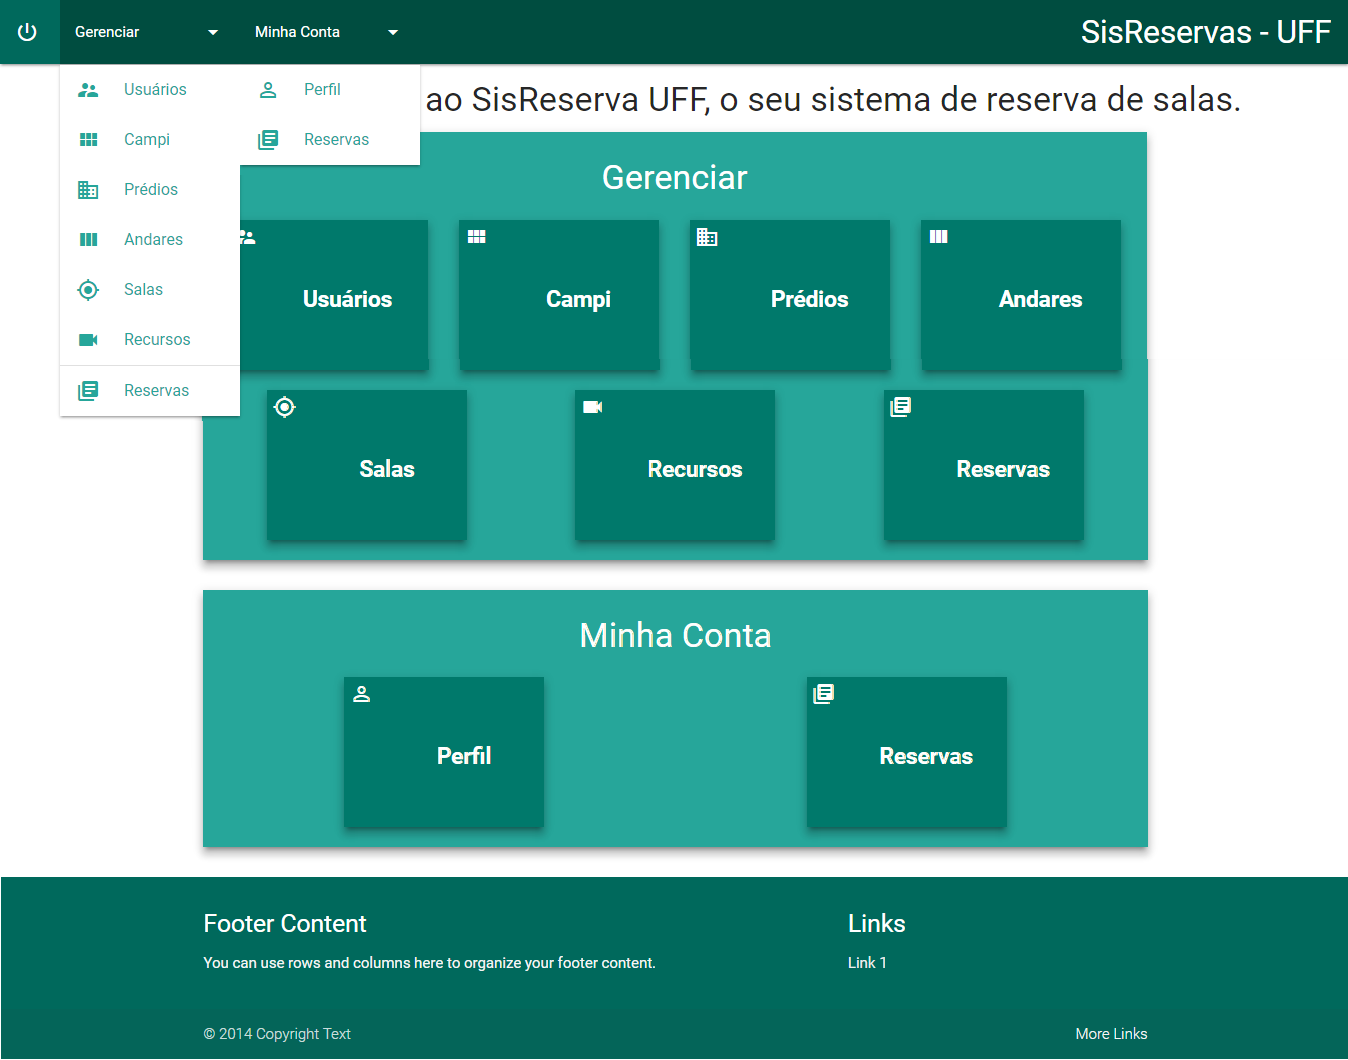 Gerenciar
Minha Conta
SisReservas - UFF
Usuários
Campi
Prédios
Andares
Salas
Recursos
Reservas
Perfil
Reservas
ao SisReserva UFF, o seu sistema de reserva de salas.
Gerenciar
Usuários
Campi
Prédios
Andares
Salas
Recursos
Reservas
Minha Conta
Perfil
Reservas
Footer Content
You can use rows and columns here to organize your footer content.
Links
Link 1
© 2014 Copyright Text
More Links